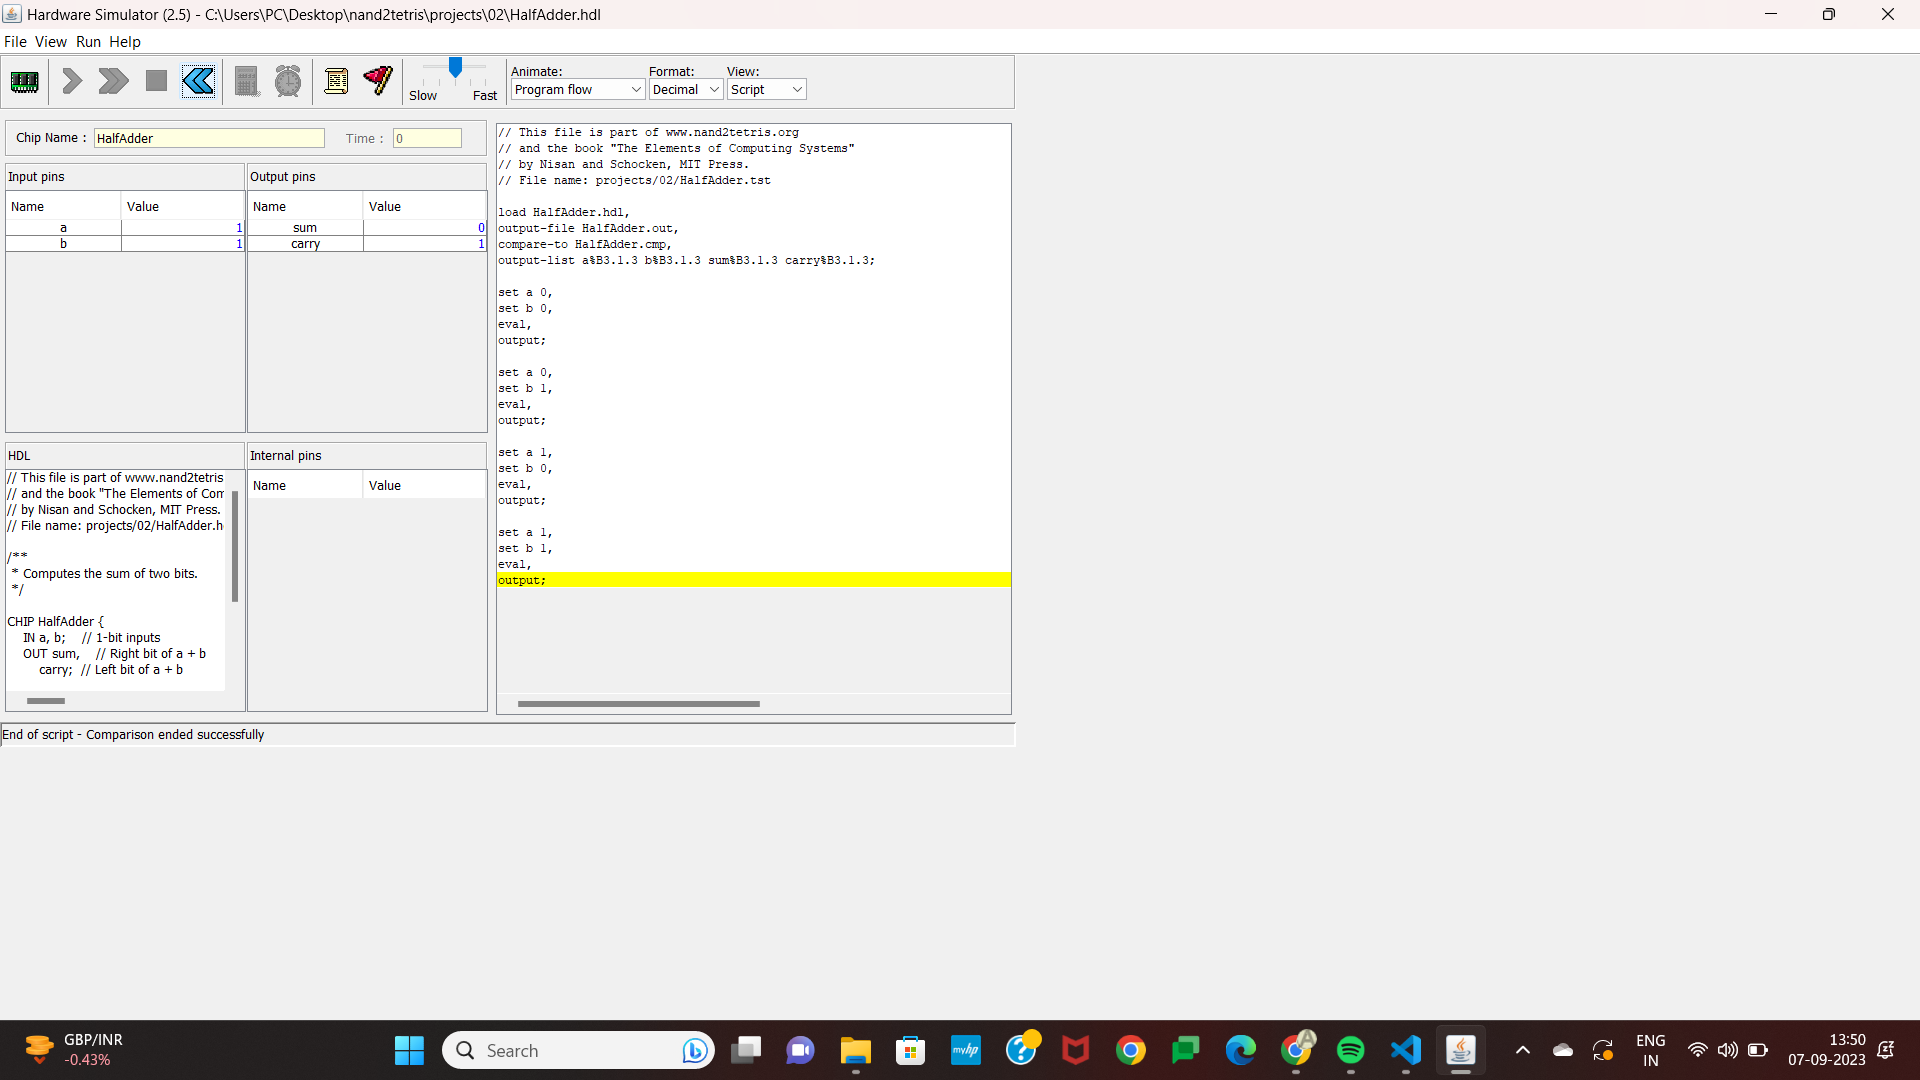 Hardware Simulator (2.5) - C:\Users\PC\Desktop\nand2tetris\projects\02\HalfAdder.hdl
File View Run Help
Slow Fast
Animate: Format: View:
Program flow Decimal Script
Chip Name : HalfAdder Time : 0
Input pins
Name Value
a 1
b 1
Output pins
Name Value
sum 0
carry 1
HDL
// This file is part of www.nand2tetris
// and the book "The Elements of Com
// by Nisan and Schocken, MIT Press.
// File name: projects/02/HalfAdder.h
/**
* Computes the sum of two bits.
*/
CHIP HalfAdder {
IN a, b; // 1-bit inputs
OUT sum, // Right bit of a + b
carry; // Left bit of a + b
Internal pins
Name Value
// This file is part of www.nand2tetris.org
// and the book "The Elements of Computing Systems"
// by Nisan and Schocken, MIT Press.
// File name: projects/02/HalfAdder.tst
load HalfAdder.hdl,
output-file HalfAdder.out,
compare-to HalfAdder.cmp,
output-list a%B3.1.3 b%B3.1.3 sum%B3.1.3 carry%B3.1.3;
set a 0,
set b 0,
eval,
output;
set a 0,
set b 1,
eval,
output;
set a 1,
set b 0,
eval,
output;
set a 1,
set b 1,
eval,
output;
End of script - Comparison ended successfully
GBP/INR
-0.43%
Search
myhp
?
A
ENG
IN
13:50
07-09-2023